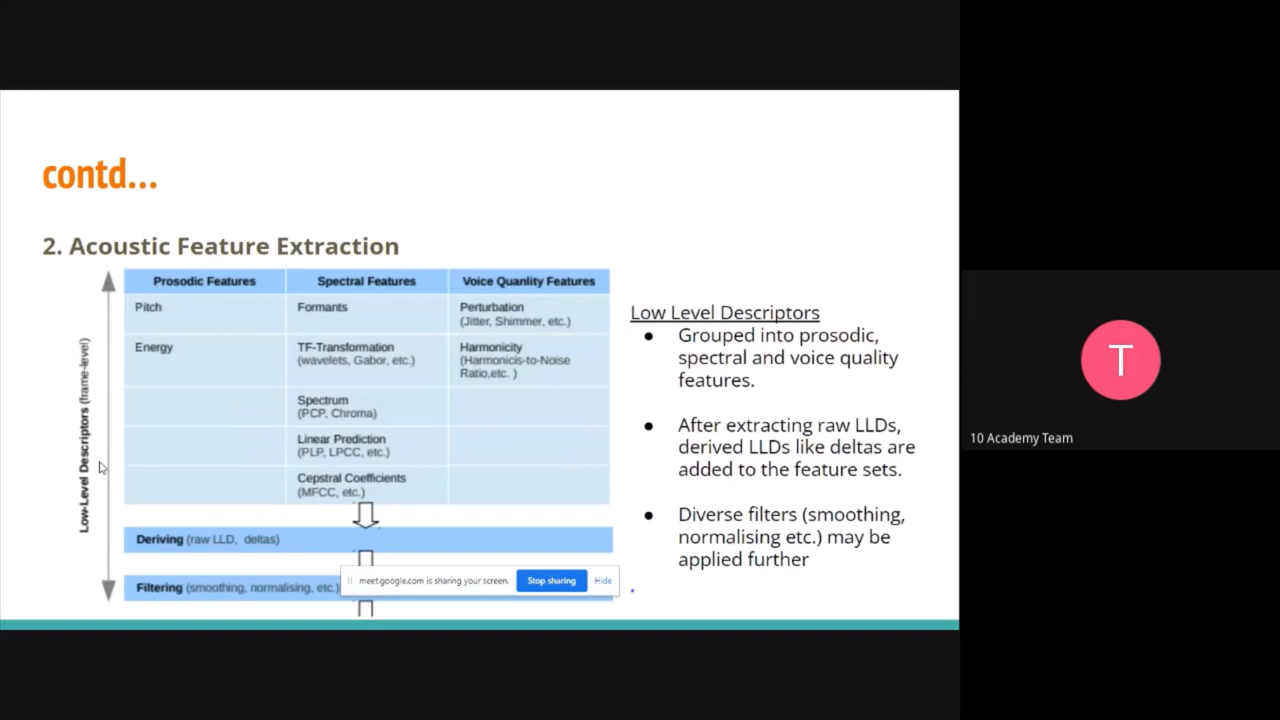 contd...
2. Acoustic Feature Extraction
Low-Level Descriptors (frame-level)
Prosodic Features Spectral Features Voice Quanlity Features
Pitch Formants Perturbation
(Jitter, Shimmer, etc.)
Energy TF-Transformation Harmonicity
(wavelets, Gabor, etc.) (Harmonicis-to-Noise
Ratio,etc. )
Spectrum
(PCP, Chroma)
Linear Prediction
(PLP, LPCC, etc.)
Cepstral Coefficients
(MFCC, etc.)
Deriving (raw LLD, deltas)
Filtering (smoothing, normalising, etc.)
meet.google.com is sharing your screen. Stop sharing Hide
Low Level Descriptors
● Grouped into prosodic,
spectral and voice quality
features.
● After extracting raw LLDs,
derived LLDs like deltas are
added to the feature sets.
● Diverse filters (smoothing,
normalising etc.) may be
applied further
T
10 Academy Team